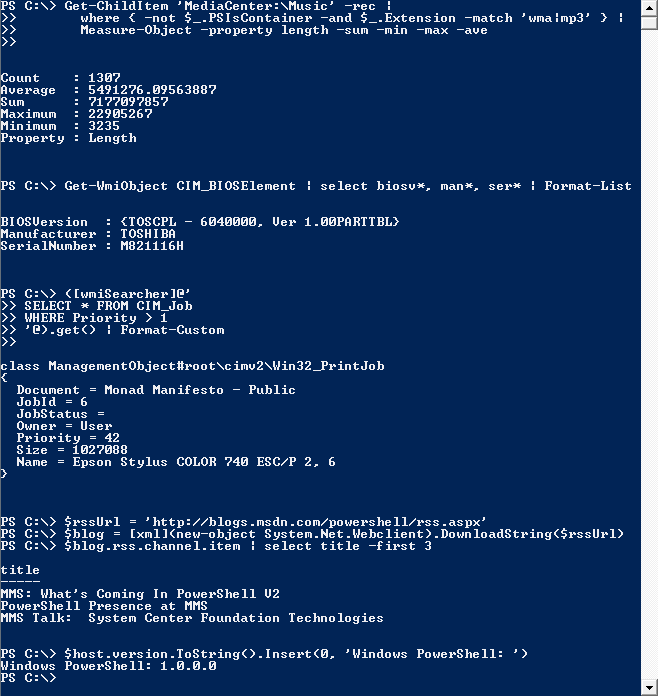 PS C:\> Get-ChildItem 'MediaCenter:\Music' -rec |
>>      where { -not $_.PSIsContainer -and $_.Extension -match 'wma|mp3' } |
>>      Measure-Object -property length -sum -min -max -ave
>>
Count    : 1307
Average  : 5491276.09563887
Sum      : 7177097857
Maximum  : 22905267
Minimum  : 3235
Property : Length
PS C:\> Get-WmiObject CIM_BIOSElement | select biosv*, man*, ser* | Format-List
BIOSVersion  : {TOSCPL - 6040000, Ver 1.00PARTTBL}
Manufacturer : TOSHIBA
SerialNumber : M821116H
PS C:\> ([wmiSearcher]@'
>> SELECT * FROM CIM_Job
>> WHERE Priority > 1
>> '@).get() | Format-Custom
>>
class ManagementObject#root\cimv2\Win32_PrintJob
{
  Document = Monad Manifesto - Public
  JobId = 6
  JobStatus =
  Owner = User
  Priority = 42
  Size = 1027088
  Name = Epson Stylus COLOR 740 ESC/P 2, 6
}
PS C:\> $rssUrl = 'http://blogs.msdn.com/powershell/rss.aspx'
PS C:\> $blog = [xml](new-object System.Net.Webclient).DownloadString($rssUrl)
PS C:\> $blog.rss.channel.item | select title -first 3
title
-----
MMS: What's Coming In PowerShell V2
PowerShell Presence at MMS
MMS Talk:  System Center Foundation Technologies
PS C:\> $host.version.ToString().Insert(0, 'Windows PowerShell: ')
Windows PowerShell: 1.0.0.0
PS C:\>